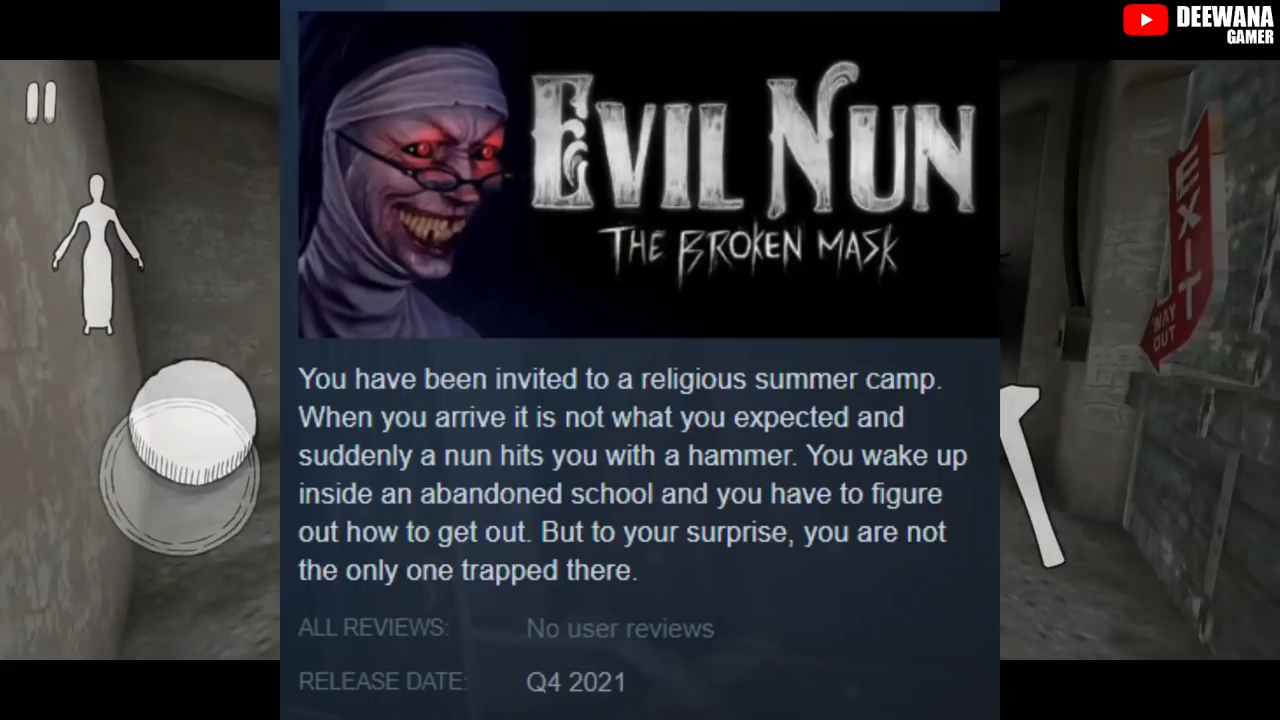 DEEWANA
GAMER
EVIL NUN
THE BROKEN MASK
EXIT
WAY
OUT
You have been invited to a religious summer camp.
When you arrive it is not what you expected and
suddenly a nun hits you with a hammer. You wake up
inside an abandoned school and you have to figure
out how to get out. But to your surprise, you are not
the only one trapped there.
ALL REVIEWS: No user reviews
RELEASE DATE: Q4 2021